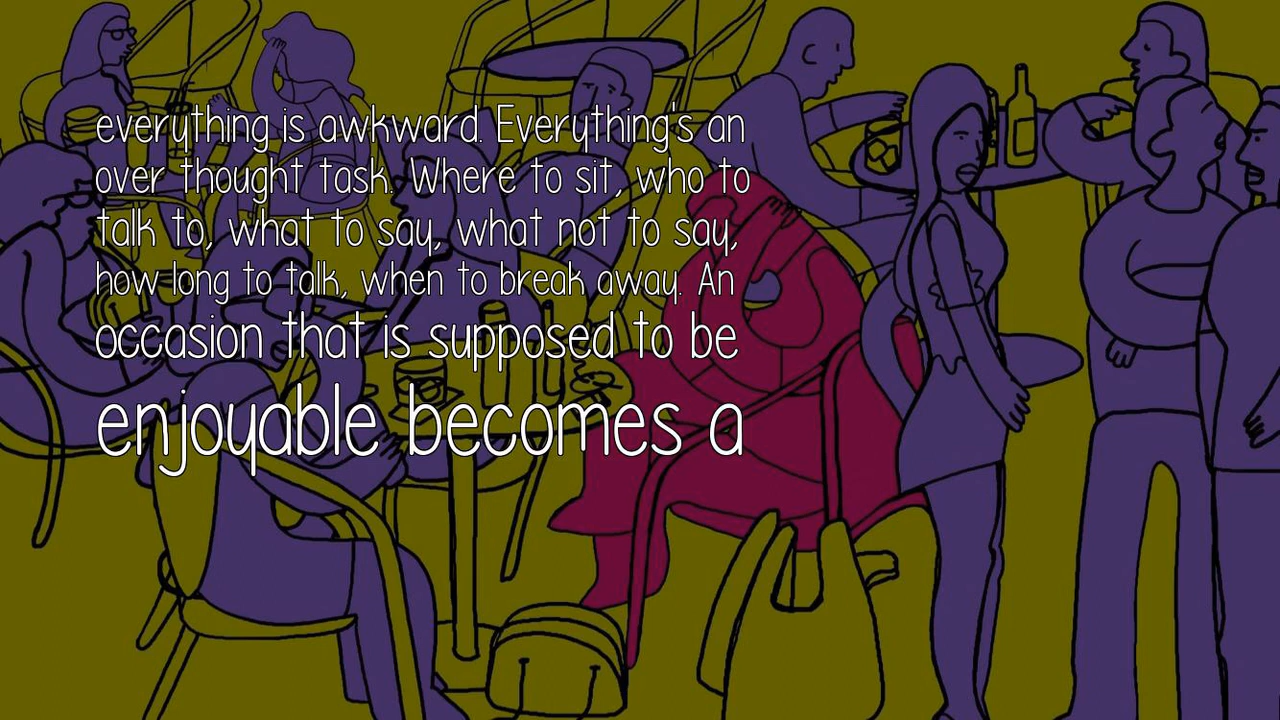 everything is awkward. Everything's an
over thought task. Where to sit, who to
talk to, what to say, what not to say,
how long to talk, when to break away. An
occasion that is supposed to be
enjoyable becomes a